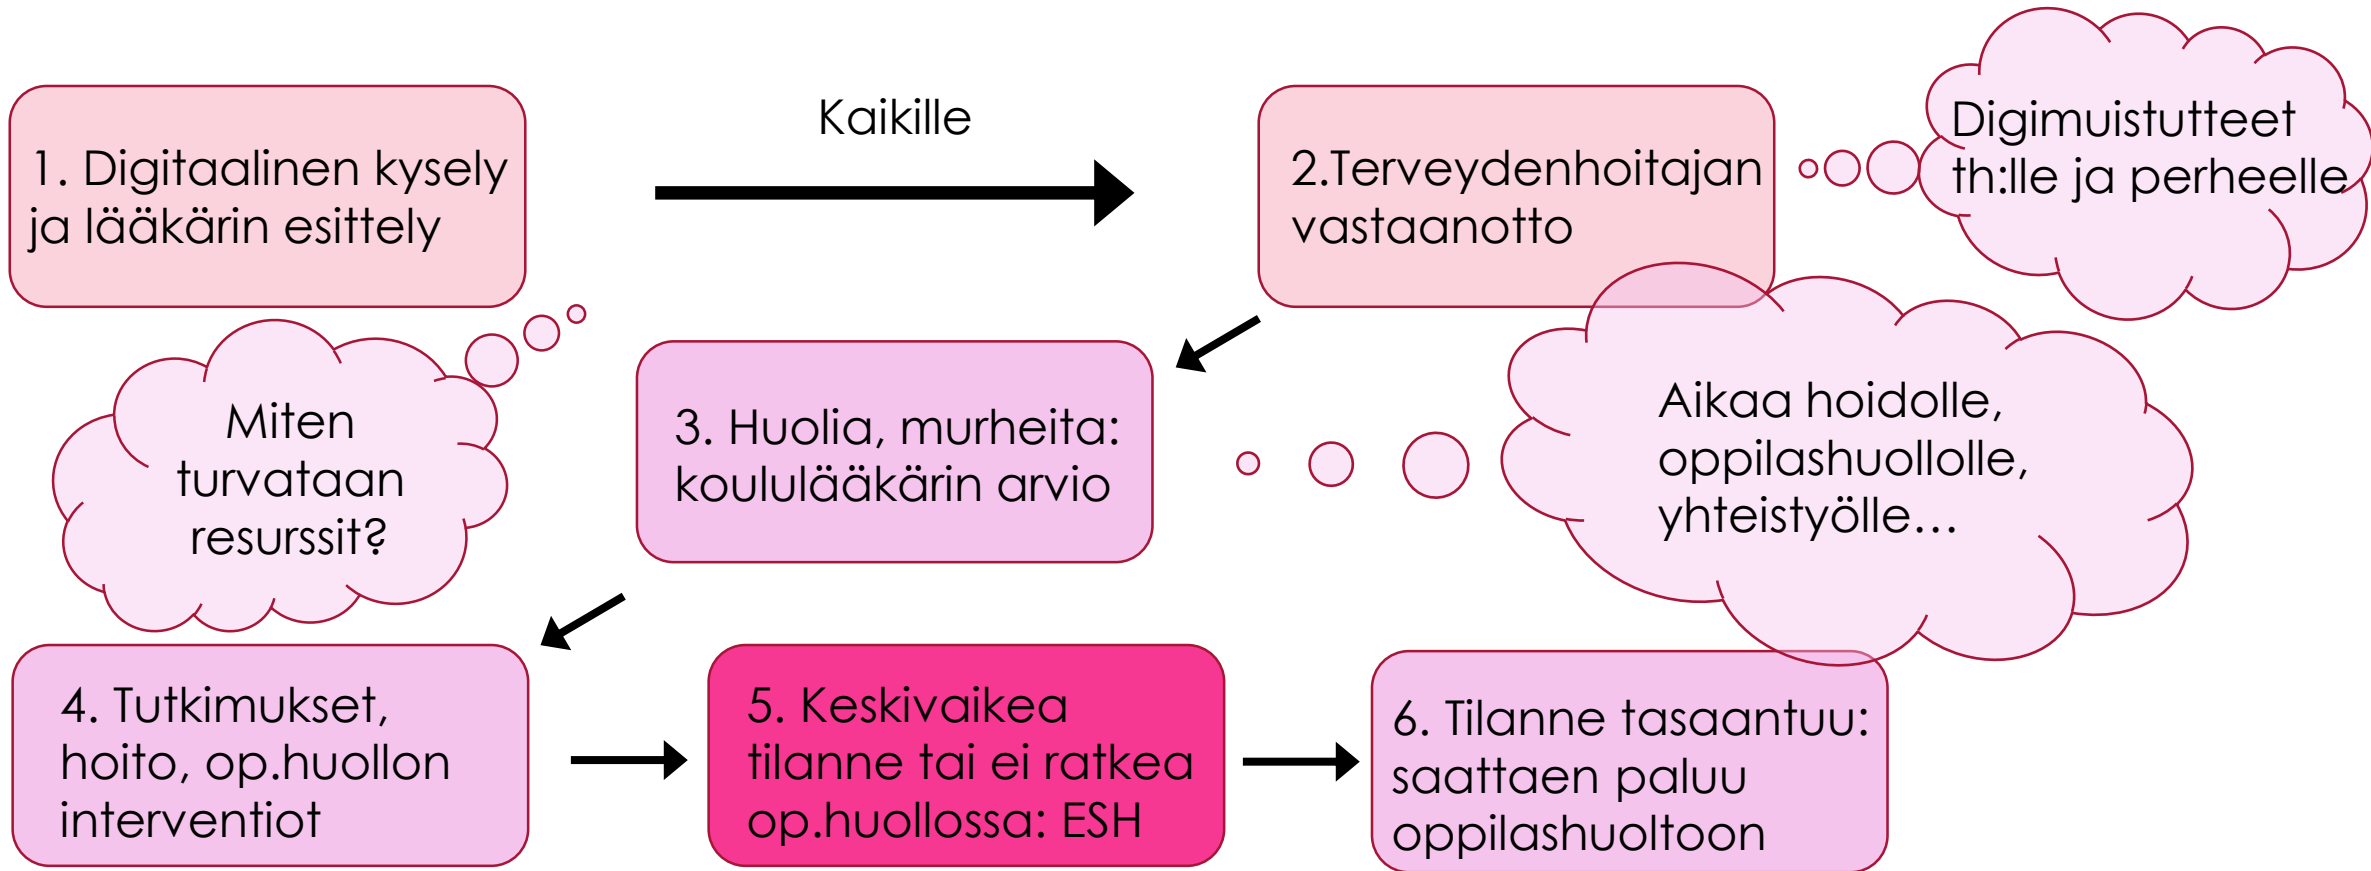 1. Digitaalinen kysely
ja lääkärin esittely
Kaikille
2.Terveydenhoitajan
vastaanotto
Digimuistutteet
th:lle ja perheelle
Miten
turvataan
resurssit?
3. Huolia, murheita:
koululääkärin arvio
Aikaa hoidolle,
oppilashuollolle,
yhteistyölle…
4. Tutkimukset,
hoito, op.huollon
interventiot
5. Keskivaikea
tilanne tai ei ratkea
op.huollossa: ESH
6. Tilanne tasaantuu:
saattaen paluu
oppilashuoltoon